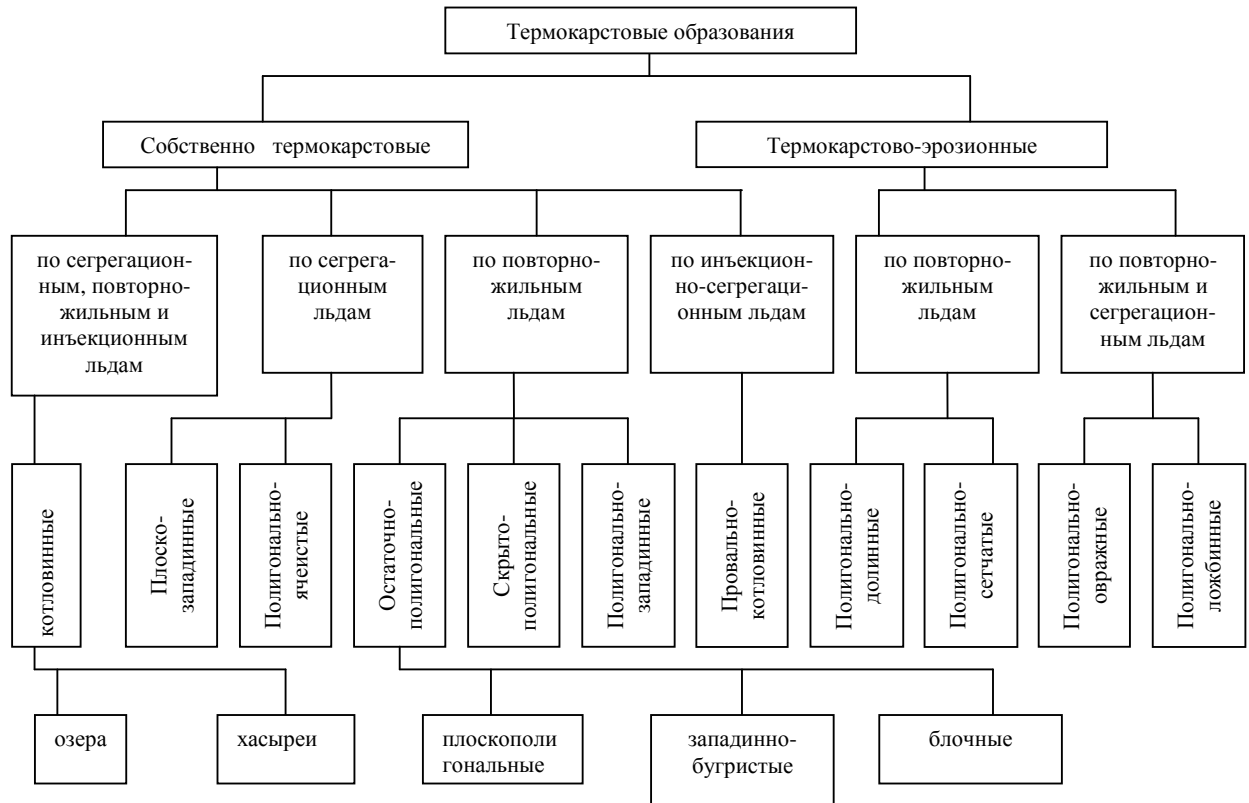 Термокарстовые образования
Собственно термокарстовые
Термокарстово-эрозионные
по сегрегацион-
ным, повторно-
жильным и
инъекционным
льдам
по сегрега-
ционным
льдам
по повторно-
жильным
льдам
по инъекцион-
но-сегрегаци-
онным льдам
по повторно-
жильным
льдам
по повторно-
жильным и
сегрегацион-
ным льдам
котловинные
Плоско-
западинные
Полигонально-
ячеистые
Остаточно-
полигональные
Скрыто-
полигональные
Полигонально-
западинные
Провально-
котловинные
Полигонально-
долинные
Полигонально-
сетчатые
Полигонально-
овражные
Полигонально-
ложбинные
озера
хасыреи
плоскополи
гональные
западинно-
бугристые
блочные